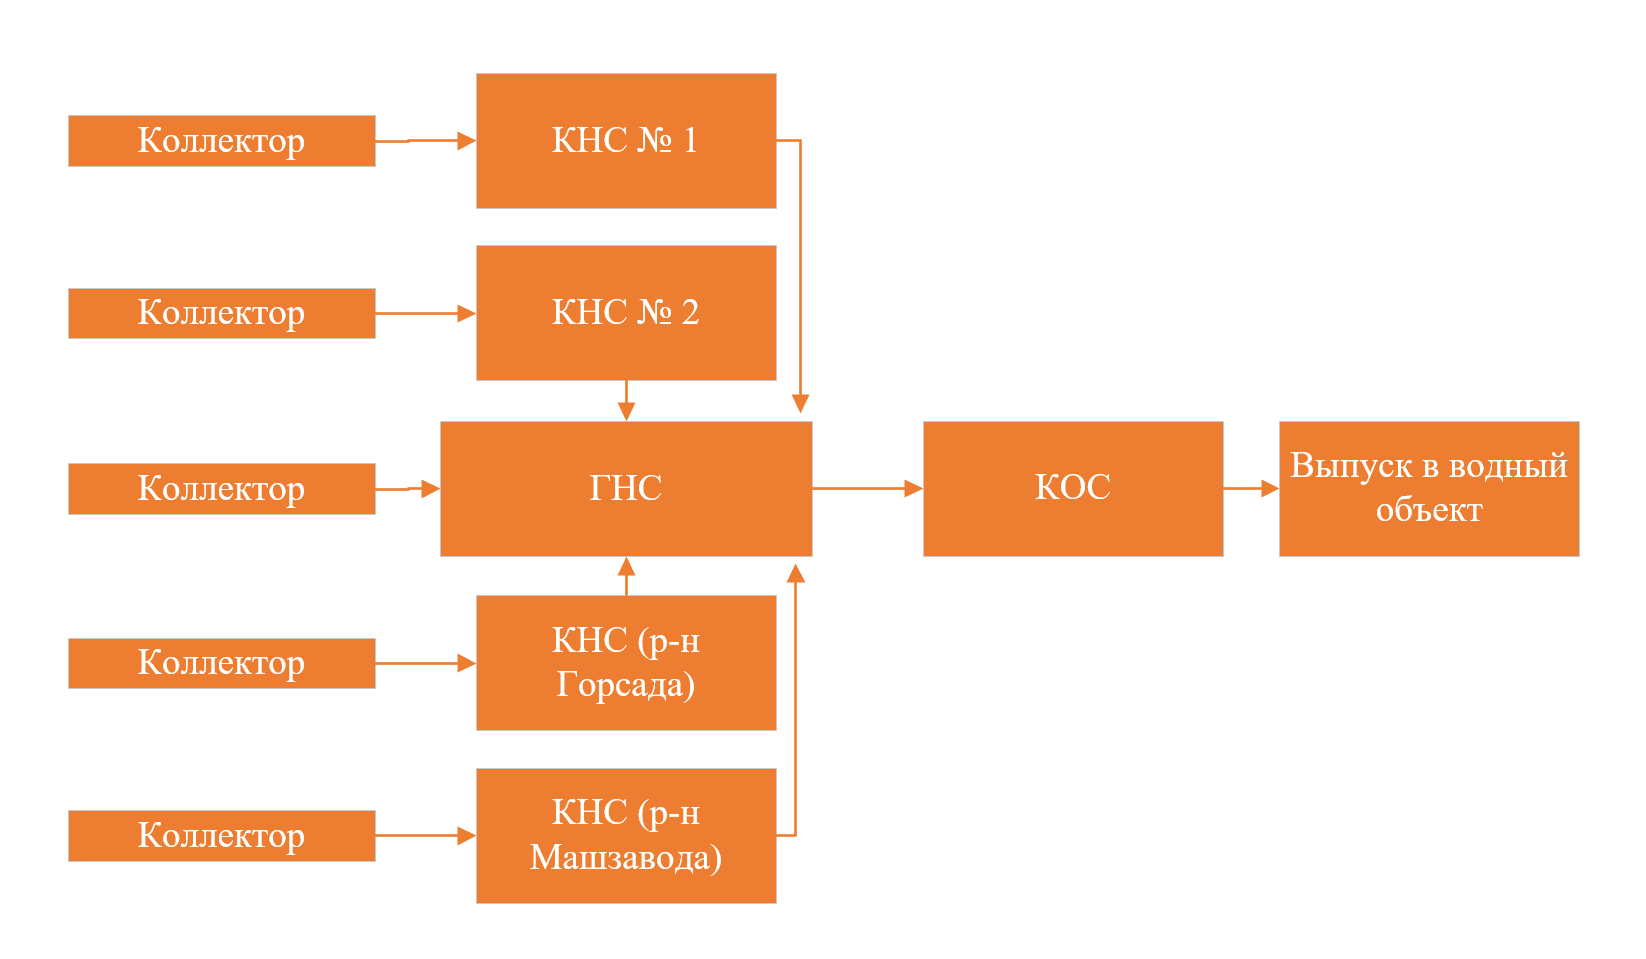 Коллектор
КНС № 1
Коллектор
КНС № 2
Коллектор
ГНС
КОС
Выпуск в водный
объект
Коллектор
КНС (р-н
Горсада)
Коллектор
КНС (р-н
Машзавода)